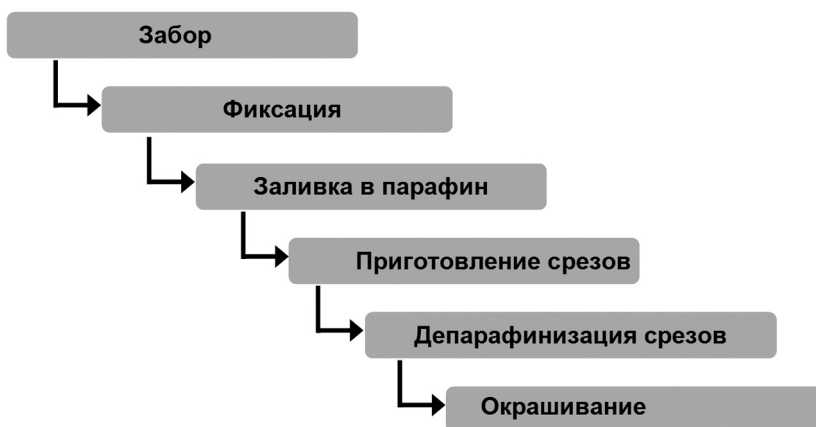 Забор
Фиксация
Заливка в парафин
Приготовление срезов
Депарафинизация срезов
Окрашивание